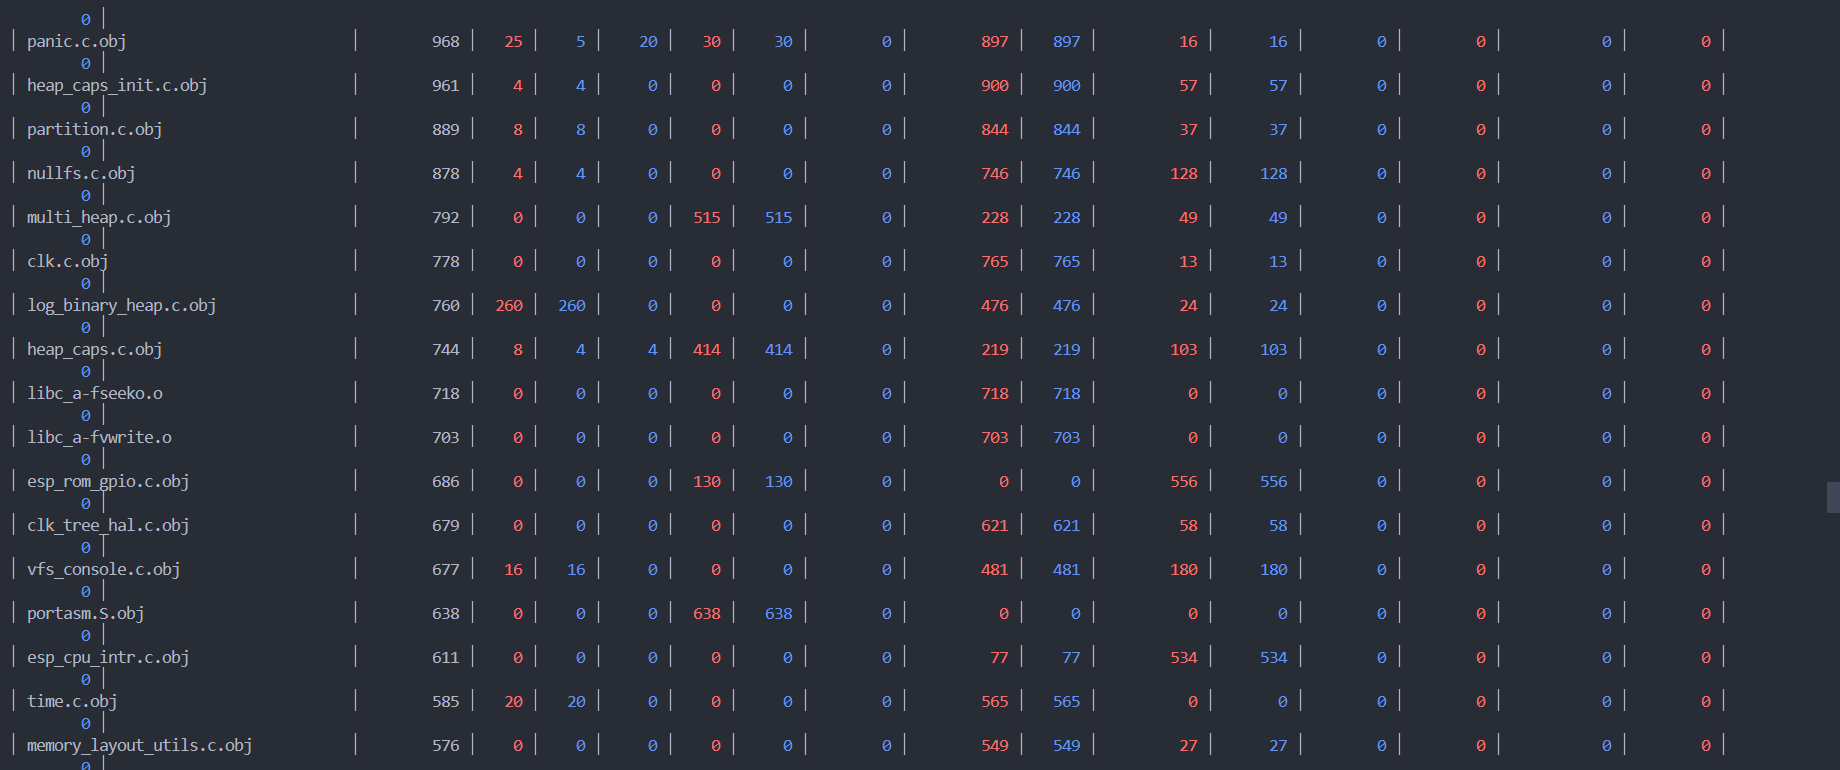 0 |
| panic.c.obj | 968 | 25 | 5 | 20 | 30 | 30 | 0 | 897 | 897 | 16 | 16 | 0 | 0 | 0 | 0 |
0 |
| heap_caps_init.c.obj | 961 | 4 | 4 | 0 | 0 | 0 | 0 | 900 | 900 | 57 | 57 | 0 | 0 | 0 | 0 |
0 |
| partition.c.obj | 889 | 8 | 8 | 0 | 0 | 0 | 0 | 844 | 844 | 37 | 37 | 0 | 0 | 0 | 0 |
0 |
| nullfs.c.obj | 878 | 4 | 4 | 0 | 0 | 0 | 0 | 746 | 746 | 128 | 128 | 0 | 0 | 0 | 0 |
0 |
| multi_heap.c.obj | 792 | 0 | 0 | 0 | 515 | 515 | 0 | 228 | 228 | 49 | 49 | 0 | 0 | 0 | 0 |
0 |
| clk.c.obj | 778 | 0 | 0 | 0 | 0 | 0 | 0 | 765 | 765 | 13 | 13 | 0 | 0 | 0 | 0 |
0 |
| log_binary_heap.c.obj | 760 | 260 | 260 | 0 | 0 | 0 | 0 | 476 | 476 | 24 | 24 | 0 | 0 | 0 | 0 |
0 |
| heap_caps.c.obj | 744 | 8 | 4 | 4 | 414 | 414 | 0 | 219 | 219 | 103 | 103 | 0 | 0 | 0 | 0 |
0 |
| libc_a-fseeko.o | 718 | 0 | 0 | 0 | 0 | 0 | 0 | 718 | 718 | 0 | 0 | 0 | 0 | 0 | 0 |
0 |
| libc_a-fvwrite.o | 703 | 0 | 0 | 0 | 0 | 0 | 0 | 703 | 703 | 0 | 0 | 0 | 0 | 0 | 0 |
0 |
| esp_rom_gpio.c.obj | 686 | 0 | 0 | 0 | 130 | 130 | 0 | 0 | 0 | 556 | 556 | 0 | 0 | 0 | 0 |
0 |
| clk_tree_hal.c.obj | 679 | 0 | 0 | 0 | 0 | 0 | 0 | 621 | 621 | 58 | 58 | 0 | 0 | 0 | 0 |
0 |
| vfs_console.c.obj | 677 | 16 | 16 | 0 | 0 | 0 | 0 | 481 | 481 | 180 | 180 | 0 | 0 | 0 | 0 |
0 |
| portasm.S.obj | 638 | 0 | 0 | 0 | 638 | 638 | 0 | 0 | 0 | 0 | 0 | 0 | 0 | 0 | 0 |
0 |
| esp_cpu_intr.c.obj | 611 | 0 | 0 | 0 | 0 | 0 | 0 | 77 | 77 | 534 | 534 | 0 | 0 | 0 | 0 |
0 |
| time.c.obj | 585 | 20 | 20 | 0 | 0 | 0 | 0 | 565 | 565 | 0 | 0 | 0 | 0 | 0 | 0 |
0 |
| memory_layout_utils.c.obj | 576 | 0 | 0 | 0 | 0 | 0 | 0 | 549 | 549 | 27 | 27 | 0 | 0 | 0 | 0 |
0 |